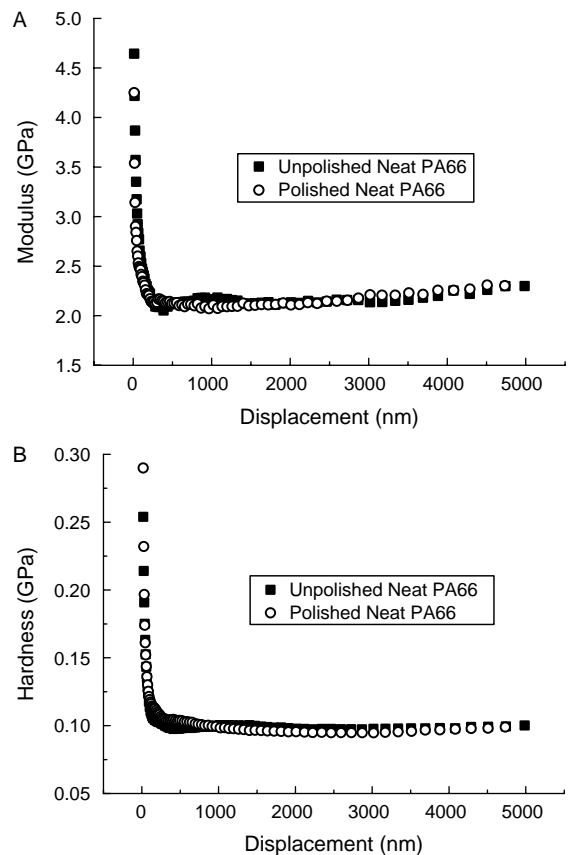 A
5.0
4.5
4.0
3.5
3.0
2.5
2.0
1.5
Modulus (GPa)
Unpolished Neat PA66
Polished Neat PA66
0 1000 2000 3000 4000 5000
Displacement (nm)
B
0.30
0.25
0.20
0.15
0.10
0.05
Hardness (GPa)
Unpolished Neat PA66
Polished Neat PA66
0 1000 2000 3000 4000 5000
Displacement (nm)